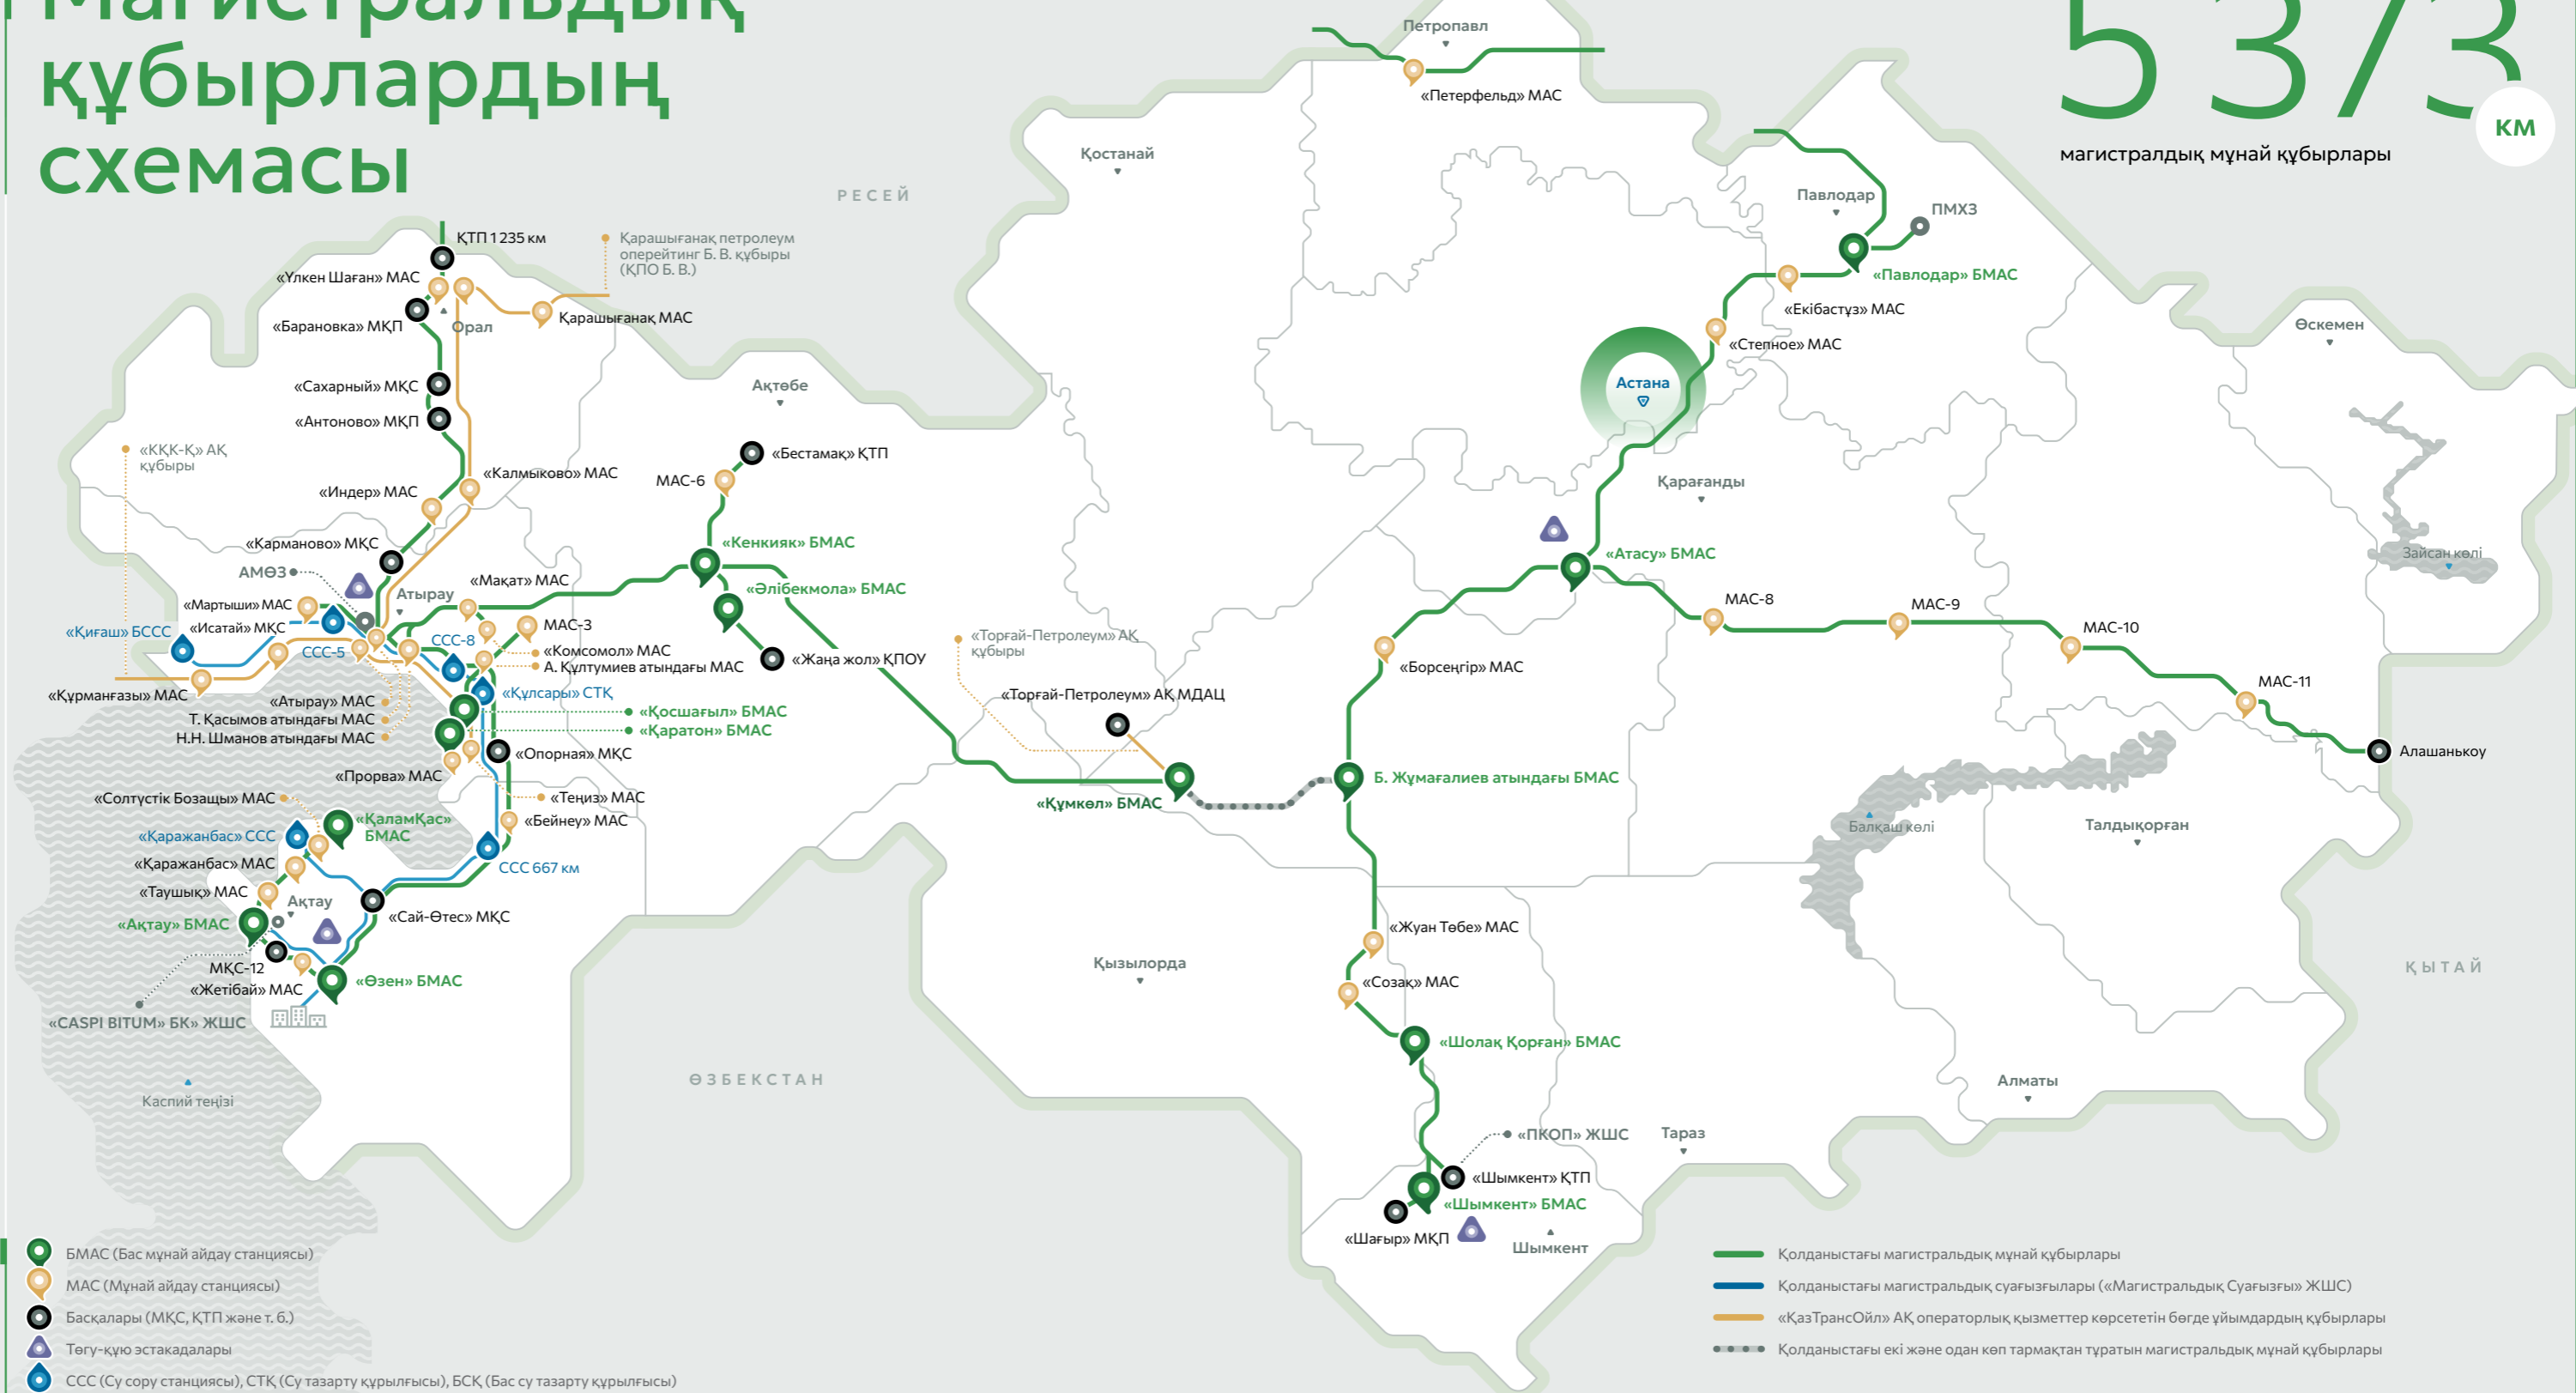 Магистральдық
құбырлардың
схемасы
5 373
км
магистралдық мұнай құбырлары
Петропавл
«Петерфельд» МАС
Қостанай
РЕСЕЙ
Павлодар
ПМХЗ
«Павлодар» БМАС
«Екібастұз» МАС
«Степное» МАС
Астана
Өскемен
Қарағанды
Зайсан көлі
ҚТП 1 235 км
«Үлкен Шаған» МАС
«Барановка» МҚП
Орал
Қарашығанақ петролеум
оперейтинг Б. В. құбыры
(ҚПО Б. В.)
Қарашығанақ МАС
«Сахарный» МҚС
«Антоново» МҚП
Ақтөбе
«КҚК-Қ» АҚ
құбыры
«Калмыково» МАС
«Индер» МАС
«Бестамақ» ҚТП
МАС-6
«Кенкияк» БМАС
«Әлібекмола» БМАС
«Жаңа жол» ҚПОУ
«Карманово» МҚС
АМӨЗ
Атырау
«Мақат» МАС
«Мартыши» МАС
«Исатай» МҚС
«Қиғаш» БССС
ССС-5
ССС-8
МАС-3
«Комсомол» МАС
А. Құлтумиев атындағы МАС
«Құрманғазы» МАС
«Құлсары» СТҚ
«Атырау» МАС
Т. Қасымов атындағы МАС
Н.Н. Шманов атындағы МАС
«Қосшағыл» БМАС
«Қаратон» БМАС
«Опорная» МҚС
«Прорва» МАС
«Теңиз» МАС
«Солтүстік Бозащы» МАС
«Бейнеу» МАС
«ҚаламҚас»
БМАС
«Қаражанбас» ССС
«Қаражанбас» МАС
ССС 667 км
«Таушық» МАС
Ақтау
«Ақтау» БМАС
«Сай-Өтес» МҚС
МҚС-12
«Жетібай» МАС
«Өзен» БМАС
«CASPI BITUM» БК» ЖШС
Каспий теңізі
ӨЗБЕКСТАН
«Торғай-Петролеум» АҚ
құбыры
«Торғай-Петролеум» АҚ МДАЦ
«Құмкөл» БМАС
Б. Жұмағалиев атындағы БМАС
«Борсеңгір» МАС
«Атасу» БМАС
МАС-8
МАС-9
МАС-10
МАС-11
Алашанькоу
Балқаш көлі
Талдықорған
ҚЫТАЙ
Қызылорда
«Жуан Төбе» МАС
«Созақ» МАС
«Шолақ Қорған» БМАС
Алматы
«ПКОП» ЖШС
Тараз
«Шымкент» ҚТП
«Шымкент» БМАС
«Шағыр» МҚП
Шымкент
БМАС (Бас мұнай айдау станциясы)
МАС (Мұнай айдау станциясы)
Басқалары (МҚС, ҚТП және т. б.)
Төгу-құю эстакадалары
ССС (Су сору станциясы), СТҚ (Су тазарту құрылғысы), БСҚ (Бас су тазарту құрылғысы)
Қолданыстағы магистральдық мұнай құбырлары
Қолданыстағы магистральдық суағызғылары («Магистральдық Суағызғы» ЖШС)
«ҚазТрансОйл» АҚ операторлық қызметтер көрсететін бөгде ұйымдардың құбырлары
Қолданыстағы екі және одан көп тармақтан тұратын магистральдық мұнай құбырлары